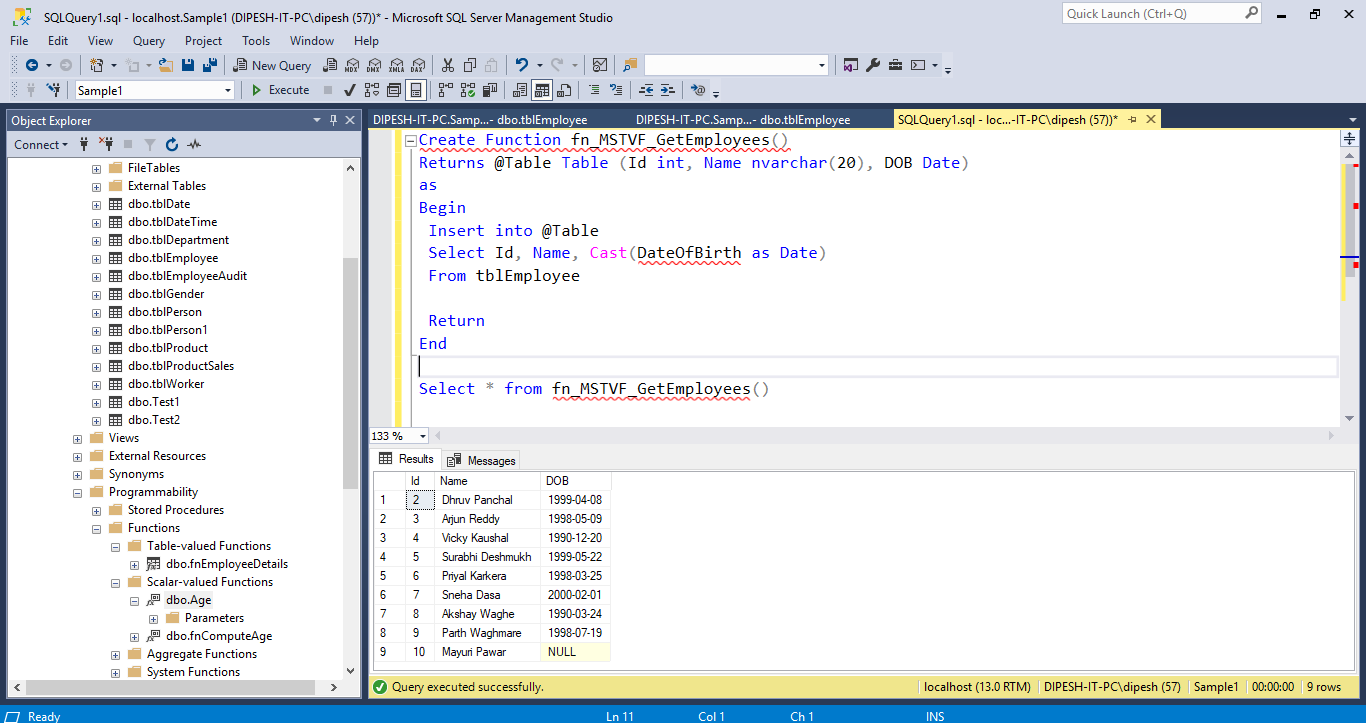 SQLQuery1.sql - localhost.Sample1 (DIPESH-IT-PC\dipesh (57))* - Microsoft SQL Server Management Studio
Quick Launch (Ctrl+Q)
File Edit View Query Project Tools Window Help
New Query MDX DMX XMLA DAX
Sample1 Execute
Object Explorer
Connect
FileTables
External Tables
dbo.tblDate
dbo.tblDateTime
dbo.tblDepartment
dbo.tblEmployee
dbo.tblEmployeeAudit
dbo.tblGender
dbo.tblPerson
dbo.tblPerson1
dbo.tblProduct
dbo.tblProductSales
dbo.tblWorker
dbo.Test1
dbo.Test2
Views
External Resources
Synonyms
Programmability
Stored Procedures
Functions
Table-valued Functions
dbo.fnEmployeeDetails
Scalar-valued Functions
dbo.Age
Parameters
dbo.fnComputeAge
Aggregate Functions
System Functions
DIPESH-IT-PC.Samp...- dbo.tblEmployee DIPESH-IT-PC.Samp...- dbo.tblEmployee SQLQuery1.sql - loc...-IT-PC\dipesh (57))*
Create Function fn_MSTVF_GetEmployees()
Returns @Table Table (Id int, Name nvarchar(20), DOB Date)
as
Begin
Insert into @Table
Select Id, Name, Cast(DateOfBirth as Date)
From tblEmployee
Return
End
Select * from fn_MSTVF_GetEmployees()
133 %
Results Messages
Id Name DOB
1 2 Dhruv Panchal 1999-04-08
2 3 Arjun Reddy 1998-05-09
3 4 Vicky Kaushal 1990-12-20
4 5 Surabhi Deshmukh 1999-05-22
5 6 Priyal Karkera 1998-03-25
6 7 Sneha Dasa 2000-02-01
7 8 Akshay Waghe 1990-03-24
8 9 Parth Waghmare 1998-07-19
9 10 Mayuri Pawar NULL
Query executed successfully. localhost (13.0 RTM) DIPESH-IT-PC\dipesh (57) Sample1 00:00:00 9 rows
Ready Ln 11 Col 1 Ch 1 INS